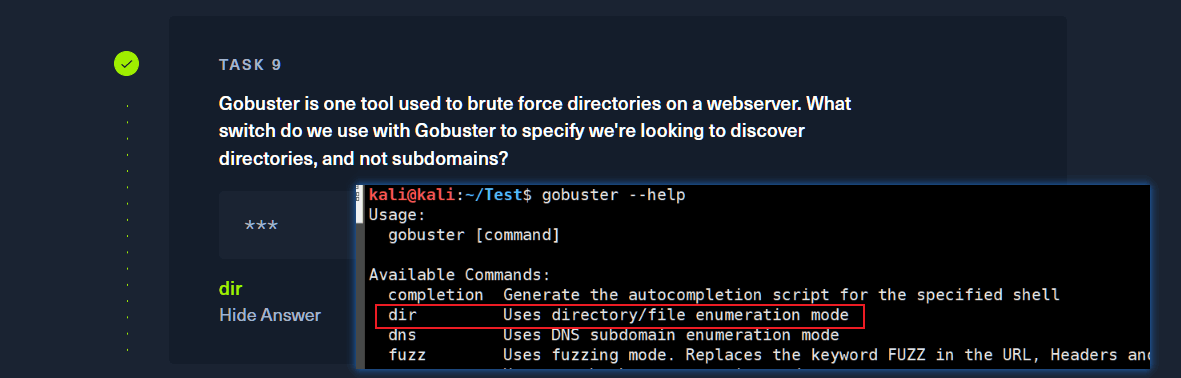 TASK 9
Gobuster is one tool used to brute force directories on a webserver. What
switch do we use with Gobuster to specify we're looking to discover
directories, and not subdomains?
***
dir
Hide Answer
kali@kali:~/Test$ gobuster --help
Usage:
gobuster [command]
Available Commands:
completion Generate the autocompletion script for the specified shell
dir Uses directory/file enumeration mode
dns Uses DNS subdomain enumeration mode
fuzz Uses fuzzing mode. Replaces the keyword FUZZ in the URL, Headers